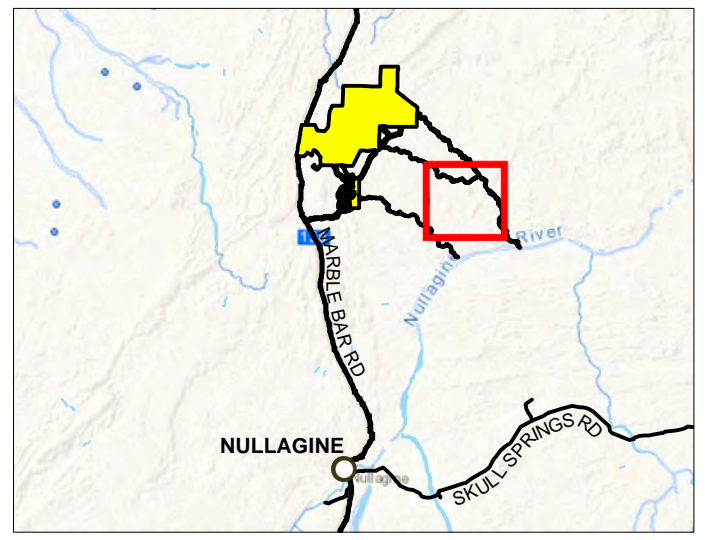 River
Nullagine
MARBLE BAR RD
NULLAGINE
Nullagine
SKULL SPRINGS RD